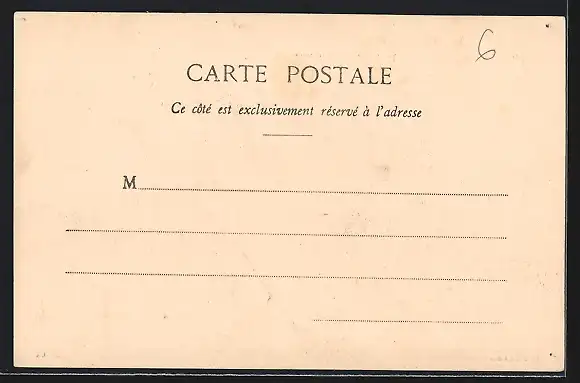 6
CARTE POSTALE
Ce côté est exclusivement réservé à l'adresse
M